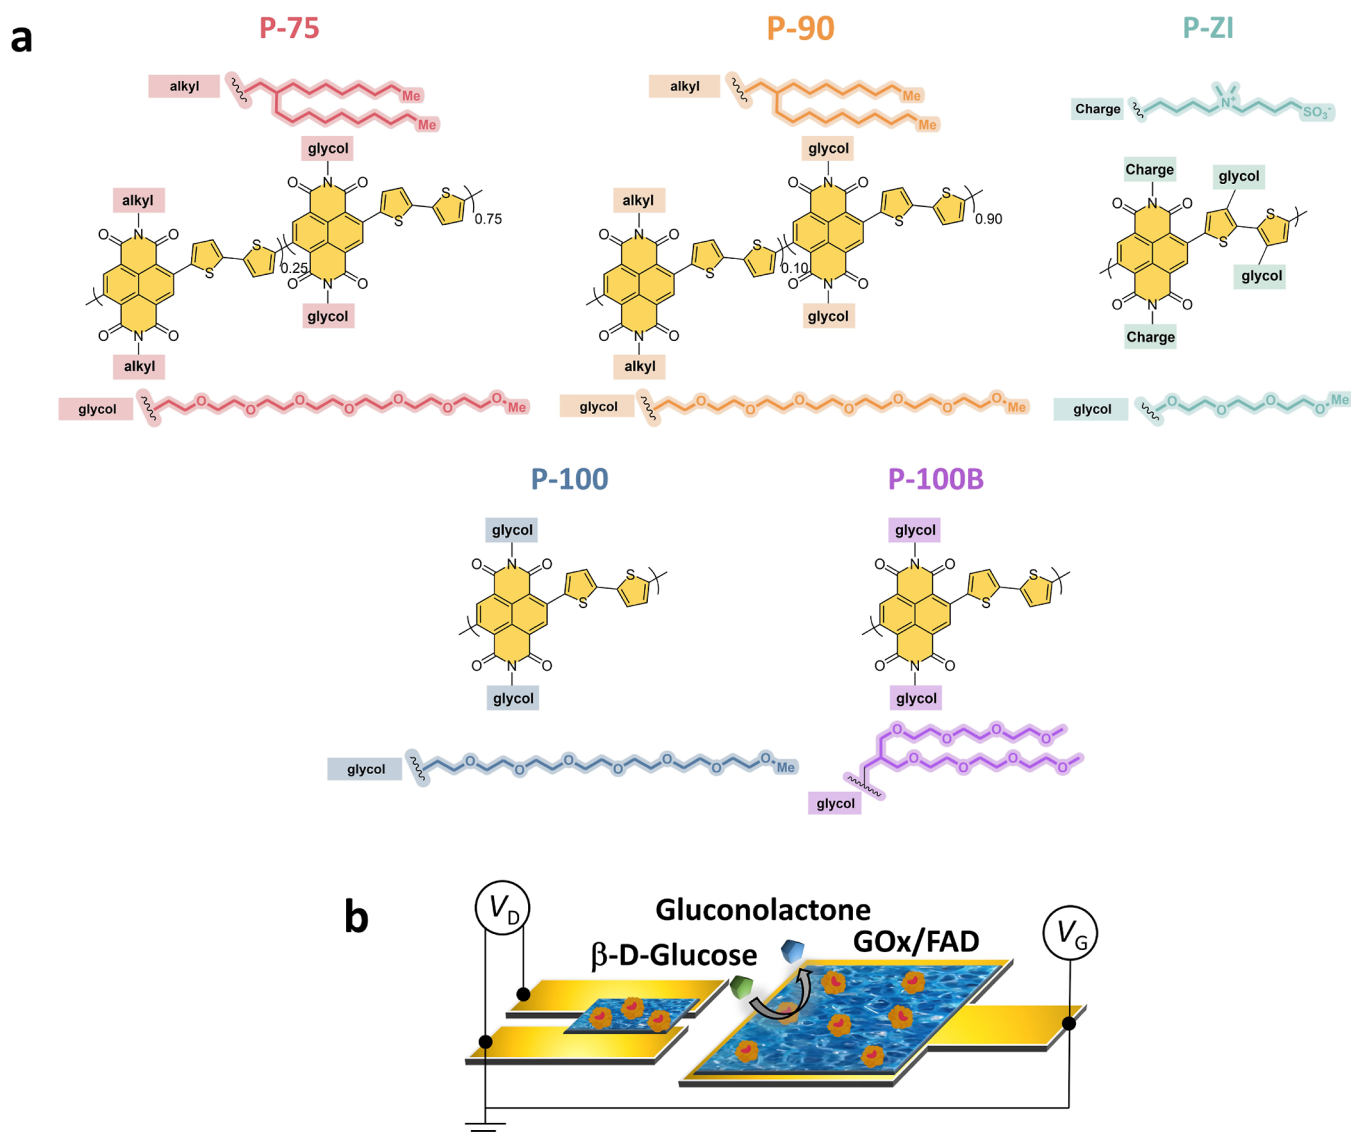 a
P-75
P-90
P-ZI
alkyl
Me
Me
alkyl
Me
Me
Charge
N+
SO3-
glycol
O N O
S
S
0.75
alkyl
O N O
S
S
0.25
O N O
glycol
O N O
alkyl
glycol
O N O
S
S
0.90
alkyl
O N O
S
S
0.10
O N O
glycol
O N O
alkyl
Charge
glycol
O N O
S
S
glycol
O N O
Charge
glycol
O O O O O O O Me
glycol
O O O O O O O Me
glycol
O O O O Me
P-100
P-100B
glycol
O N O
S
S
O N O
glycol
glycol
O N O
S
S
O N O
glycol
glycol
O O O O O O O Me
O O O O
O O O O
glycol
b
VD
Gluconolactone
β-D-Glucose
GOx/FAD
VG